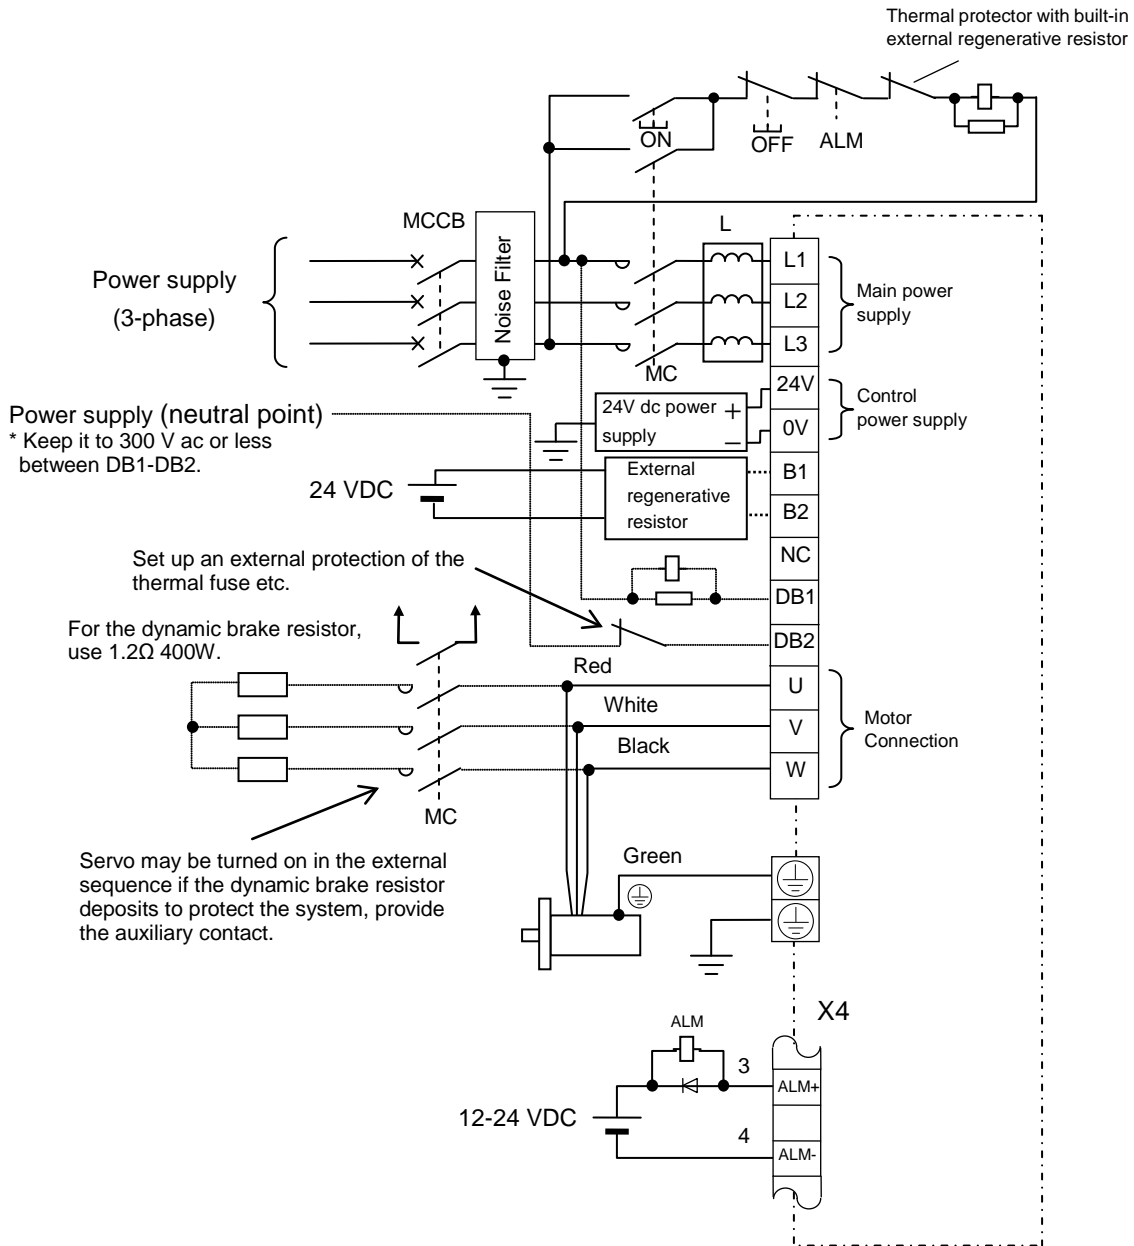 Thermal protector with built-in
external regenerative resistor
ON
OFF
ALM
MCCB
Noise Filter
L
L1
L2
L3
Main power
supply
Power supply
(3-phase)
MC
24V
0V
Control
power supply
24V dc power
supply
+
–
Power supply (neutral point)
* Keep it to 300 V ac or less
between DB1-DB2.
24 VDC
External
regenerative
resistor
B1
B2
NC
DB1
DB2
Set up an external protection of the
thermal fuse etc.
For the dynamic brake resistor,
use 1.2Ω 400W.
Red
White
Black
U
V
W
Motor
Connection
MC
Servo may be turned on in the external
sequence if the dynamic brake resistor
deposits to protect the system, provide
the auxiliary contact.
Green
X4
ALM
3
ALM+
12-24 VDC
4
ALM-